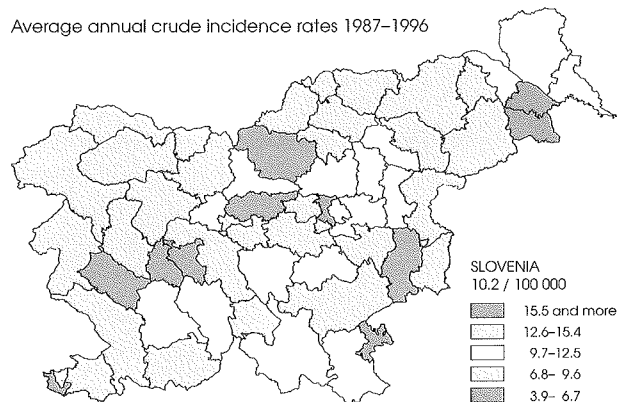 Average annual crude incidence rates 1987–1996
SLOVENIA
10.2 / 100 000
15.5 and more
12.6–15.4
9.7–12.5
6.8– 9.6
3.9– 6.7